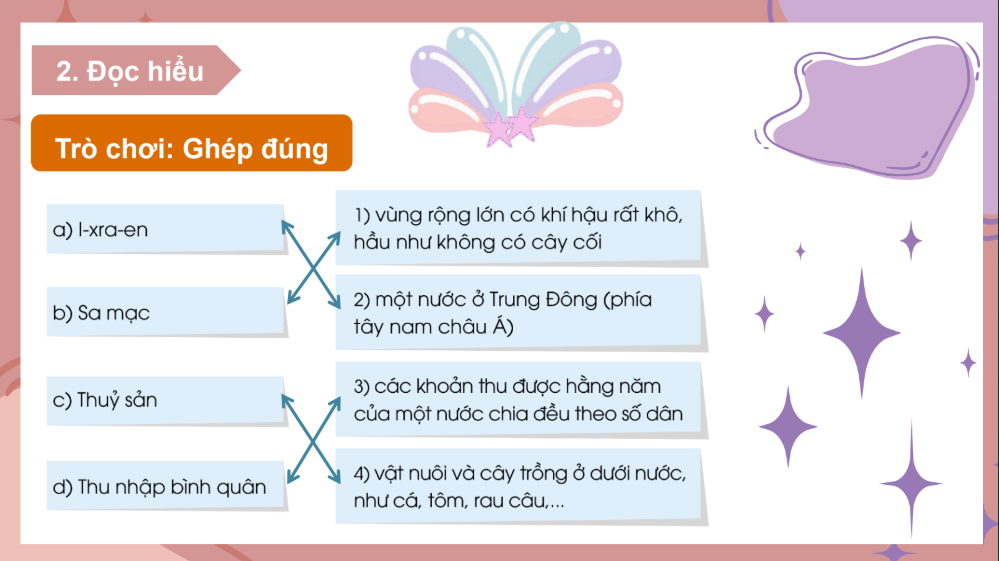 2. Đọc hiểu
Trò chơi: Ghép đúng
a) I-xra-en
1) vùng rộng lớn có khí hậu rất khô,
hầu như không có cây cối
b) Sa mạc
2) một nước ở Trung Đông (phía
tây nam châu Á)
c) Thuỷ sản
3) các khoản thu được hằng năm
của một nước chia đều theo số dân
d) Thu nhập bình quân
4) vật nuôi và cây trồng ở dưới nước,
như cá, tôm, rau câu,...